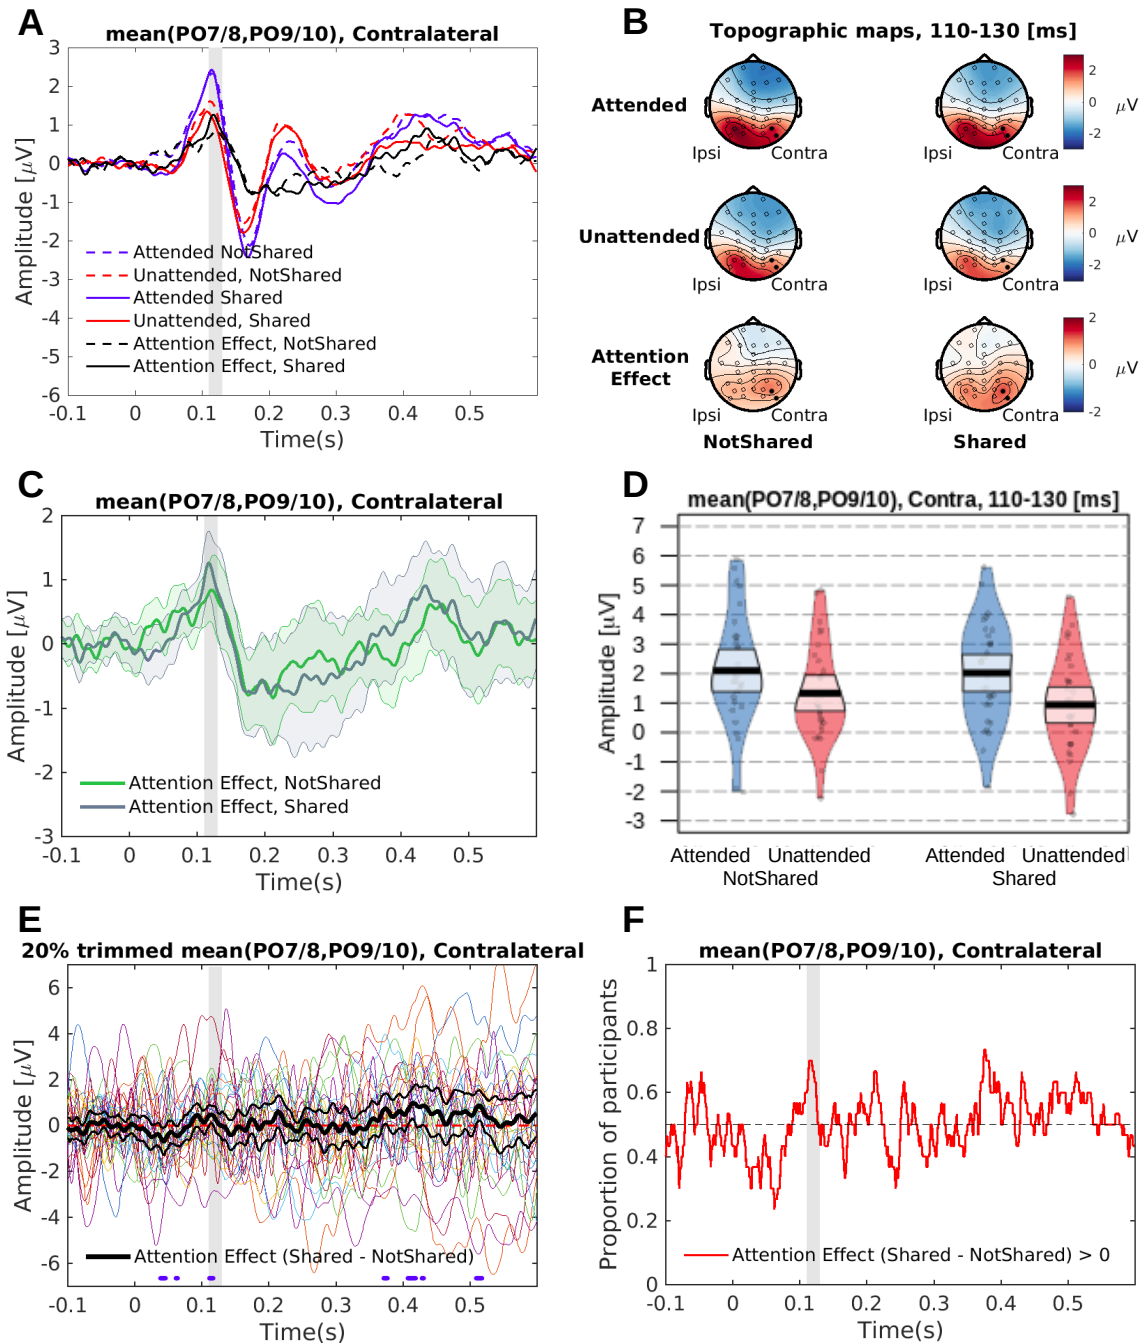 A
mean(PO7/8,PO9/10), Contralateral
3
2
1
0
-1
-2
-3
-4
-5
-6
Amplitude [μV]
Attended NotShared
Unattended, NotShared
Attended Shared
Unattended, Shared
Attention Effect, NotShared
Attention Effect, Shared
-0.1 0 0.1 0.2 0.3 0.4 0.5
Time(s)
B
Topographic maps, 110-130 [ms]
Attended
Ipsi Contra Ipsi Contra
2
0
-2
μV
Unattended
Ipsi Contra Ipsi Contra
2
0
-2
μV
Attention
Effect
Ipsi Contra Ipsi Contra
2
0
-2
μV
NotShared Shared
C
mean(PO7/8,PO9/10), Contralateral
2
1
0
-1
-2
-3
Amplitude [μV]
Attention Effect, NotShared
Attention Effect, Shared
-0.1 0 0.1 0.2 0.3 0.4 0.5
Time(s)
D
mean(PO7/8,PO9/10), Contra, 110-130 [ms]
7
6
5
4
3
2
1
0
-1
-2
-3
Amplitude [μV]
Attended Unattended Attended Unattended
NotShared Shared
E
20% trimmed mean(PO7/8,PO9/10), Contralateral
6
4
2
0
-2
-4
-6
Amplitude [μV]
Attention Effect (Shared - NotShared)
-0.1 0 0.1 0.2 0.3 0.4 0.5
Time(s)
F
mean(PO7/8,PO9/10), Contralateral
1
0.8
0.6
0.4
0.2
0
Proportion of participants
Attention Effect (Shared - NotShared) > 0
-0.1 0 0.1 0.2 0.3 0.4 0.5
Time(s)